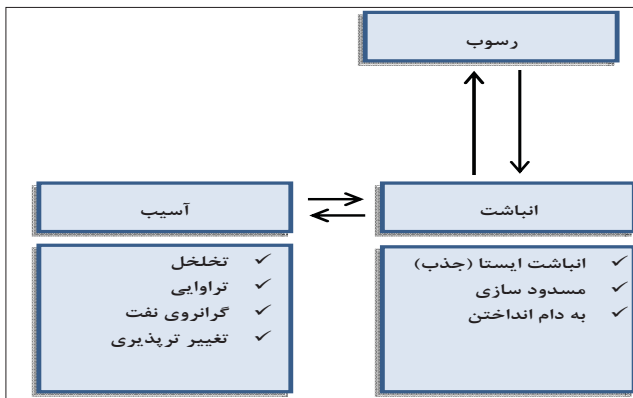 رسوب
انباشت
آسیب
انباشت ایستا (جذب)
مسدود سازی
به دام انداختن
تخلخل
تراوایی
گرانروی نفت
تغییر ترپذیری